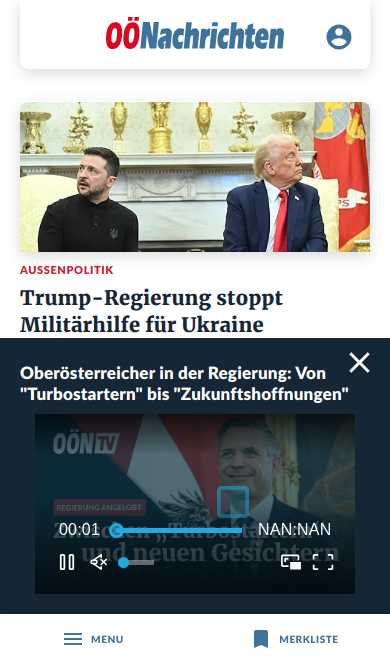 OÖNachrichten
AUSSENPOLITIK
Trump-Regierung stoppt
Militärhilfe für Ukraine
Oberösterreicher in der Regierung: Von
"Turbostartern" bis "Zukunftshoffnungen"
OÖN TV
REGIERUNG ANGELOBT
00:01
NAN:NAN
Zwischen „Turbosta
und neuen Gesichtern
MENU
MERKLISTE